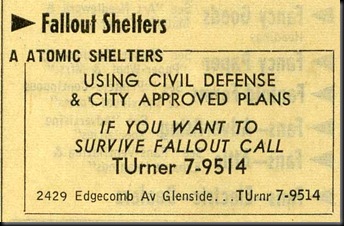 ► Fallout Shelters
A ATOMIC SHELTERS
USING CIVIL DEFENSE
& CITY APPROVED PLANS
IF YOU WANT TO
SURVIVE FALLOUT CALL
TUrner 7-9514
2429 Edgecomb Av Glenside...TUrnr 7-9514